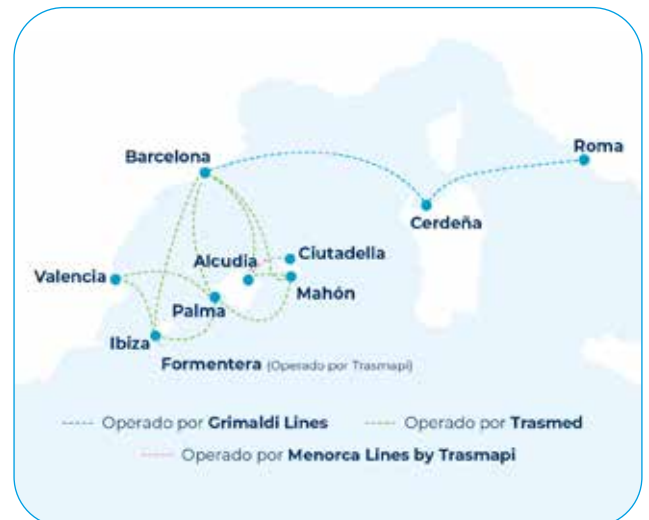 Roma
Barcelona
Cerdeña
Alcudia
Ciutadella
Valencia
Mahón
Palma
Ibiza
Formentera (Operado por Trasmapi)
Operado por Grimaldi Lines
Operado por Trasmed
Operado por Menorca Lines by Trasmapi